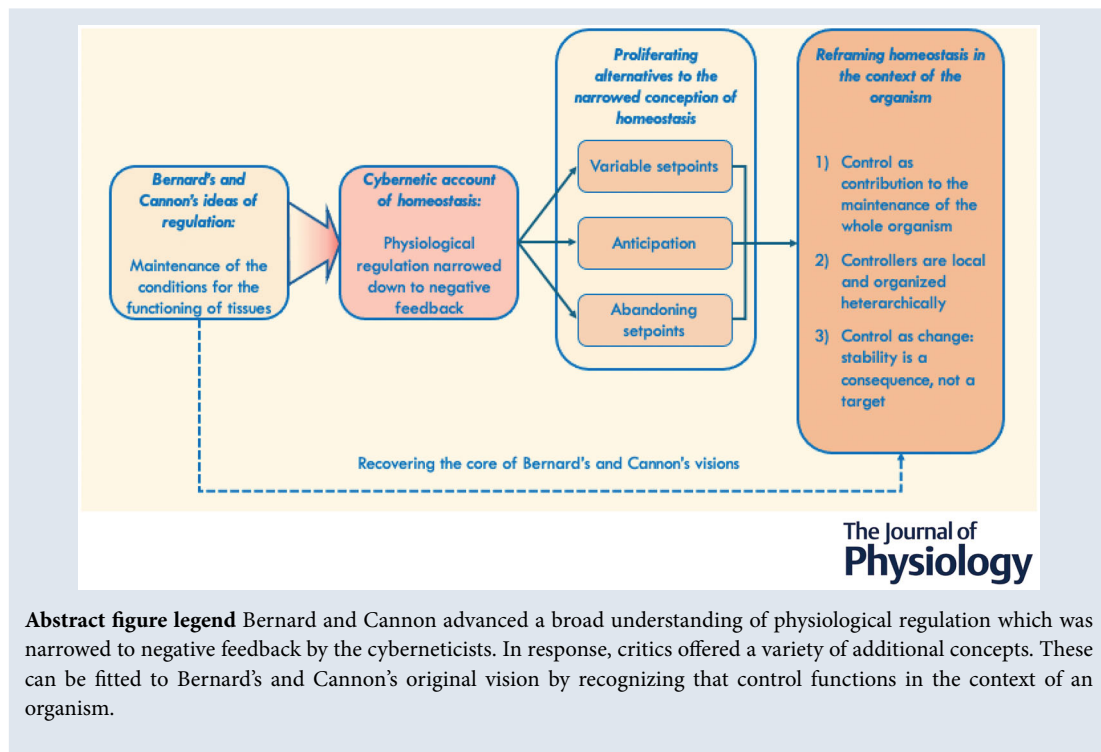 Bernard's and
Cannon's ideas of
regulation:
Maintenance of the
conditions for the
functioning of tissues
Cybernetic account
of homeostasis:
Physiological
regulation narrowed
down to negative
feedback
Proliferating
alternatives to the
narrowed conception of
homeostasis
Variable setpoints
Anticipation
Abandoning
setpoints
Reframing homeostasis in
the context of the
organism
1) Control as
contribution to the
maintenance of the
whole organism
2) Controllers are local
and organized
heterarchically
3) Control as change:
stability is a
consequence, not a
target
Recovering the core of Bernard's and Cannon's visions
The Journal of
Physiology
Abstract figure legend Bernard and Cannon advanced a broad understanding of physiological regulation which was
narrowed to negative feedback by the cyberneticists. In response, critics offered a variety of additional concepts. These
can be fitted to Bernard's and Cannon's original vision by recognizing that control functions in the context of an
organism.